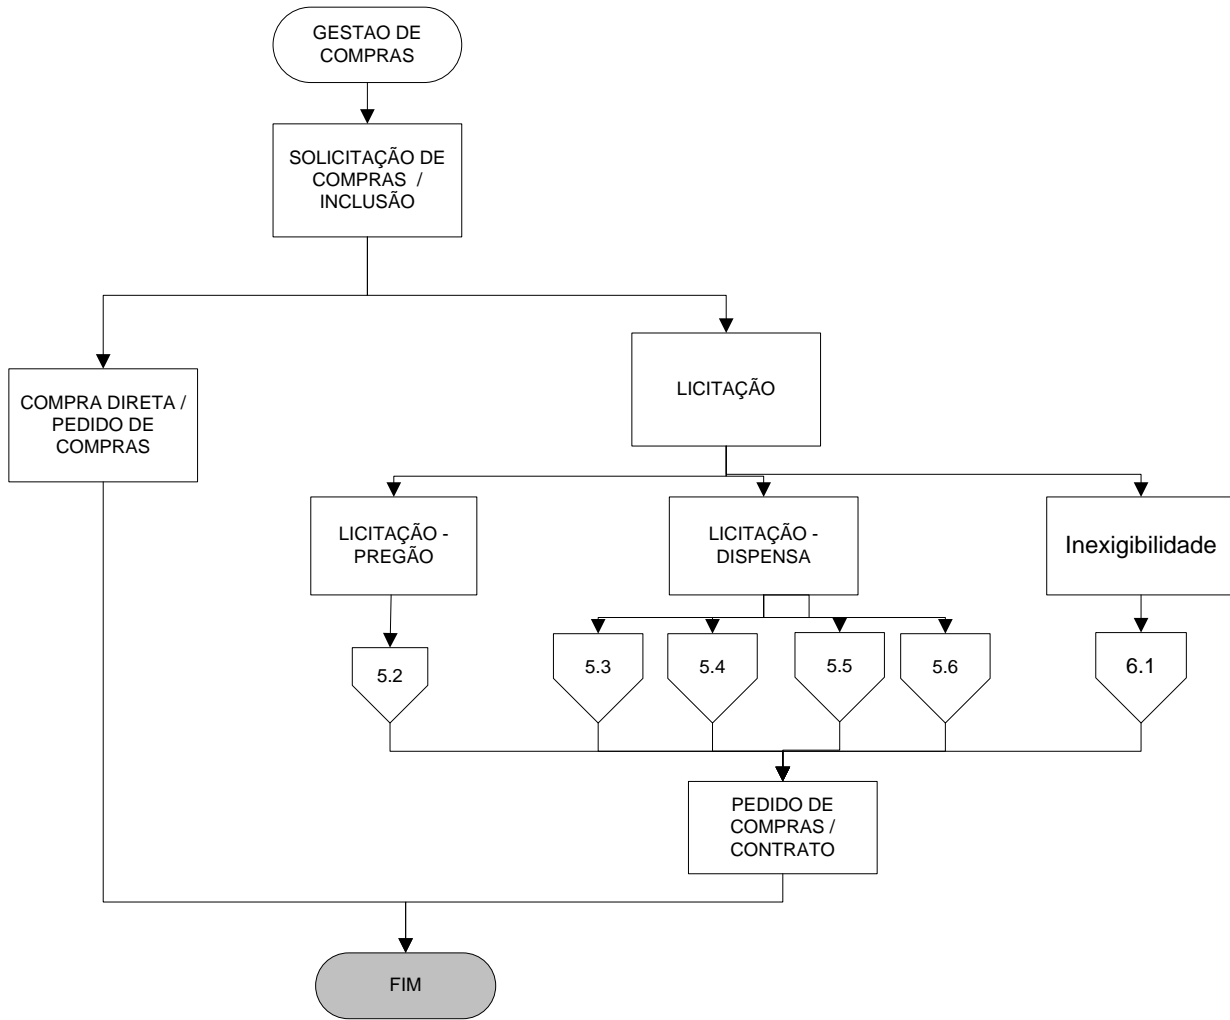 GESTAO DE
COMPRAS
SOLICITAÇÃO DE
COMPRAS /
INCLUSÃO
COMPRA DIRETA /
PEDIDO DE
COMPRAS
LICITAÇÃO
LICITAÇÃO -
PREGÃO
LICITAÇÃO -
DISPENSA
Inexigibilidade
5.2
5.3
5.4
5.5
5.6
6.1
PEDIDO DE
COMPRAS /
CONTRATO
FIM